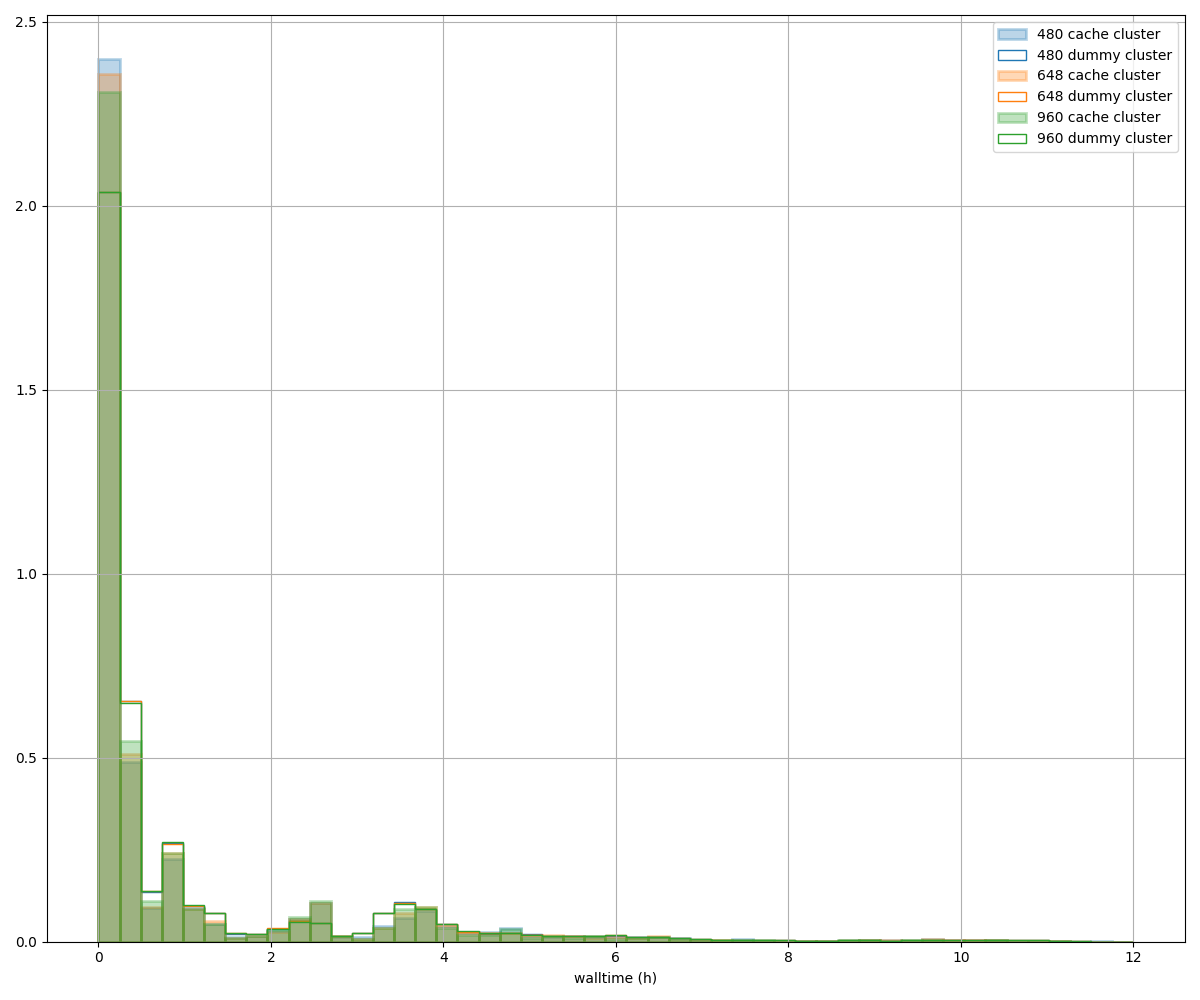 2.5
2.0
1.5
1.0
0.5
0.0
0
2
4
6
8
10
12
walltime (h)
480 cache cluster
480 dummy cluster
648 cache cluster
648 dummy cluster
960 cache cluster
960 dummy cluster